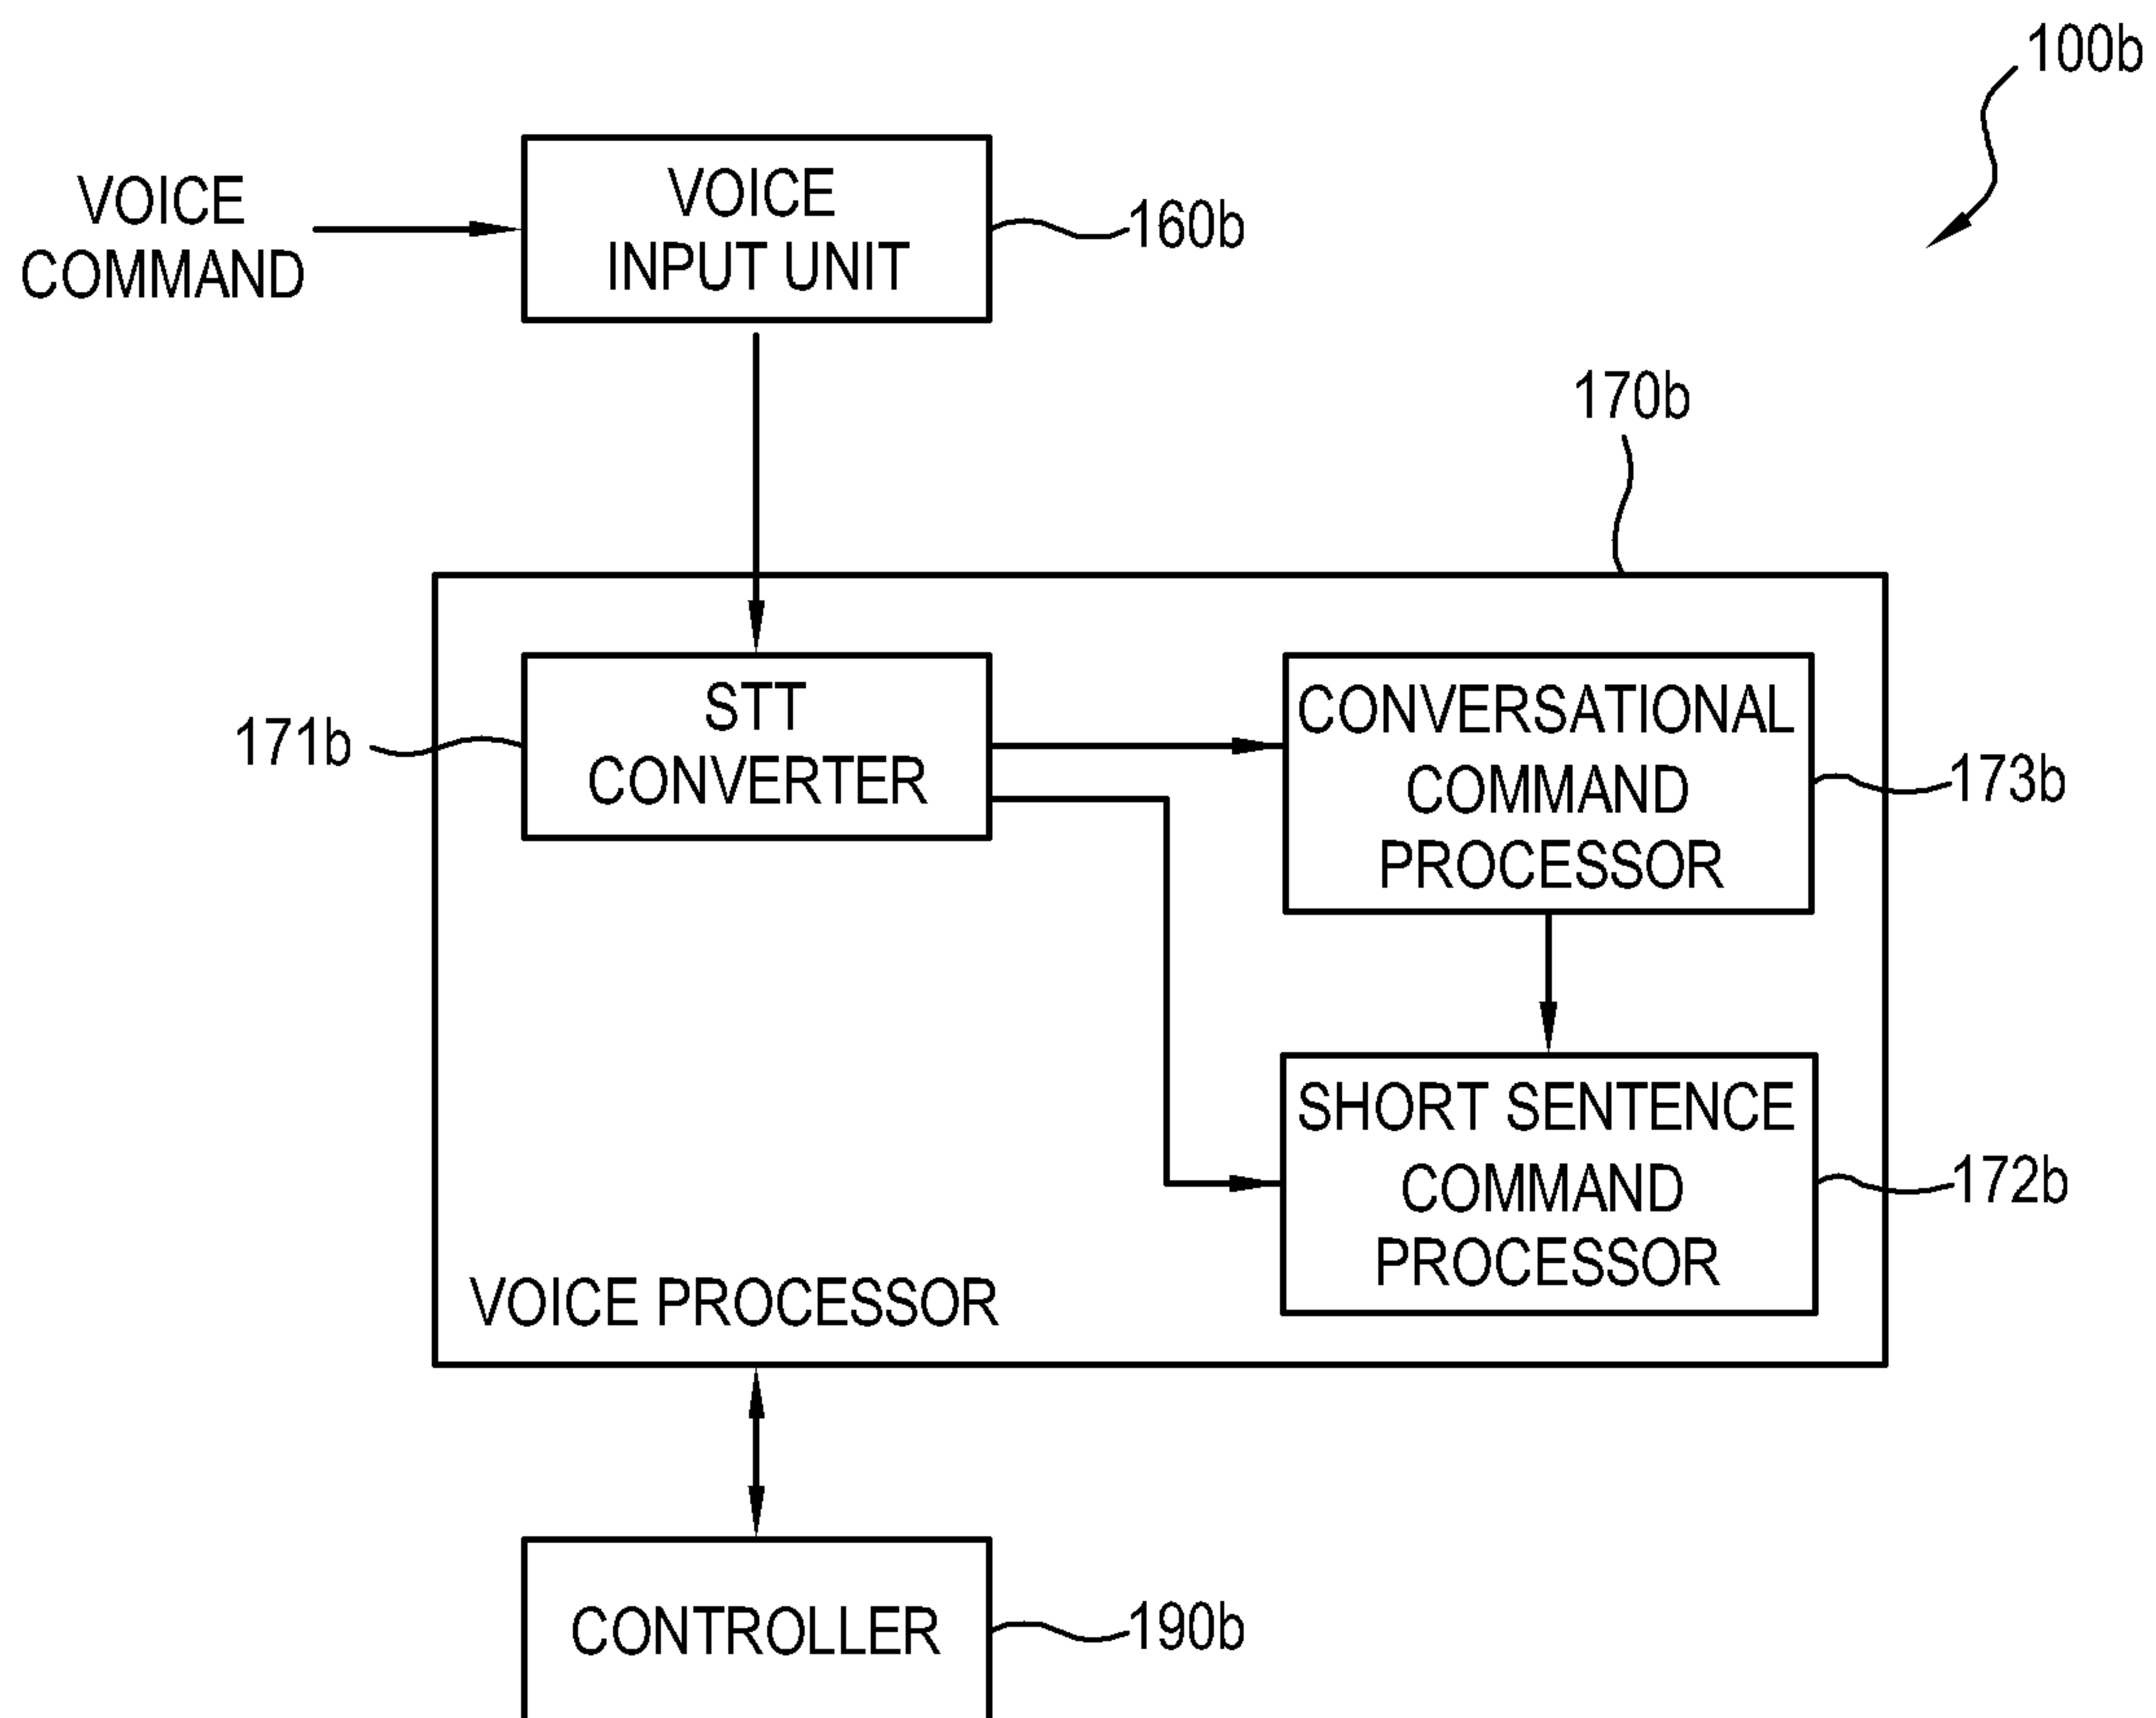 100b
VOICE
COMMAND
VOICE
INPUT UNIT
160b
170b
171b
STT
CONVERTER
CONVERSATIONAL
COMMAND
PROCESSOR
173b
SHORT SENTENCE
COMMAND
PROCESSOR
172b
VOICE PROCESSOR
CONTROLLER
190b